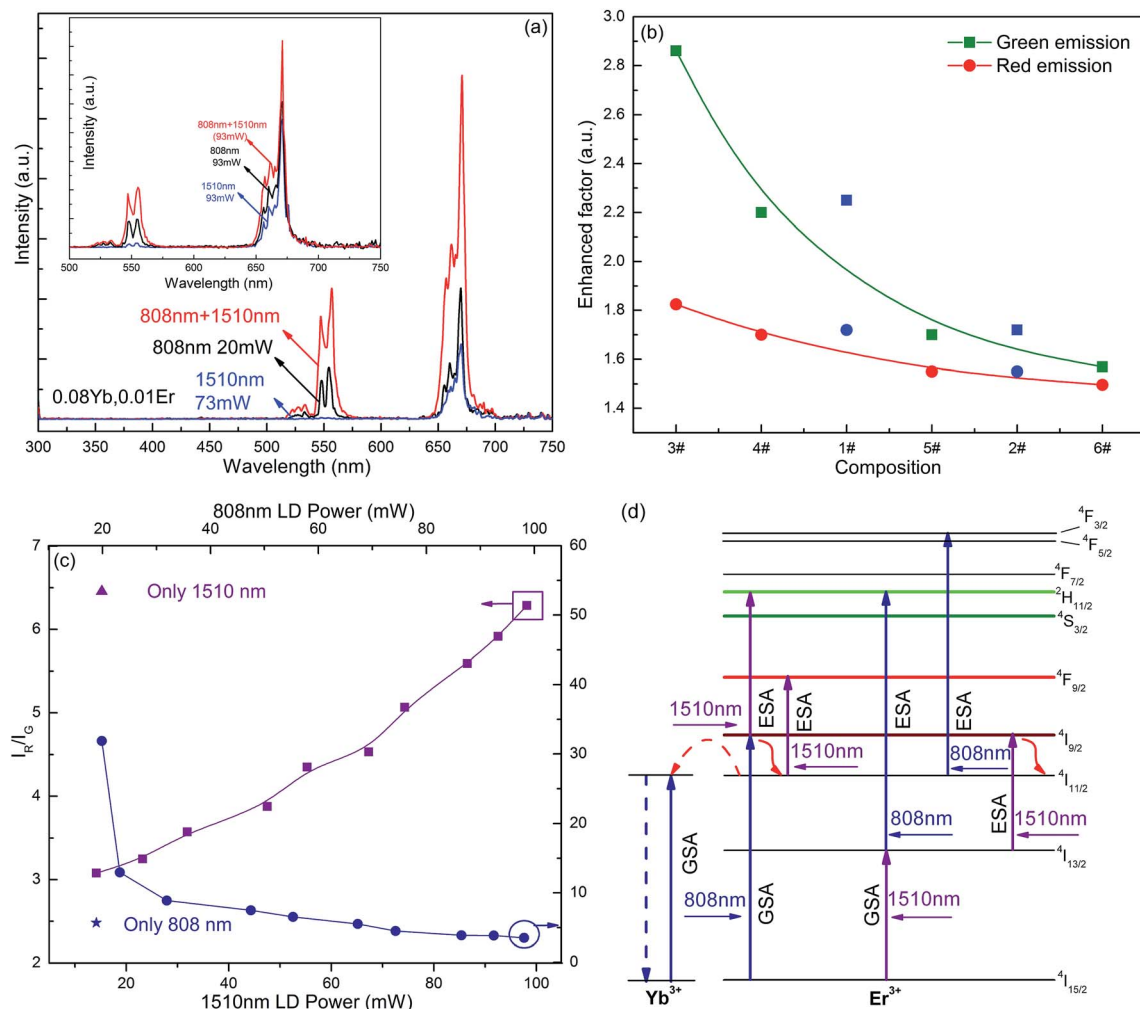 (a)
Intensity (a.u.)
Intensity (a.u.)
808nm+1510nm
(93mW)
808nm
93mW
1510nm
93mW
500 550 600 650 700 750
Wavelength (nm)
808nm+1510nm
808nm 20mW
1510nm
73mW
0.08Yb,0.01Er
300 350 400 450 500 550 600 650 700 750
Wavelength (nm)
(b)
Green emission
Red emission
Enhanced factor (a.u.)
3.0
2.8
2.6
2.4
2.2
2.0
1.8
1.6
1.4
3# 4# 1# 5# 2# 6#
Composition
808nm LD Power (mW)
20 40 60 80 100
(c)
Only 1510 nm
Only 808 nm
I_R/I_G
7
6
5
4
3
2
60
50
40
30
20
10
0
20 40 60 80 100
1510nm LD Power (mW)
(d)
⁴F₃/₂
⁴F₅/₂
⁴F₇/₂
²H₁₁/₂
⁴S₃/₂
⁴F₉/₂
⁴I₉/₂
⁴I₁₁/₂
⁴I₁₃/₂
⁴I₁₅/₂
1510nm
ESA
ESA
1510nm
ESA
ESA
808nm
ESA
1510nm
GSA
808nm
808nm
GSA
GSA
1510nm
Yb³⁺
Er³⁺